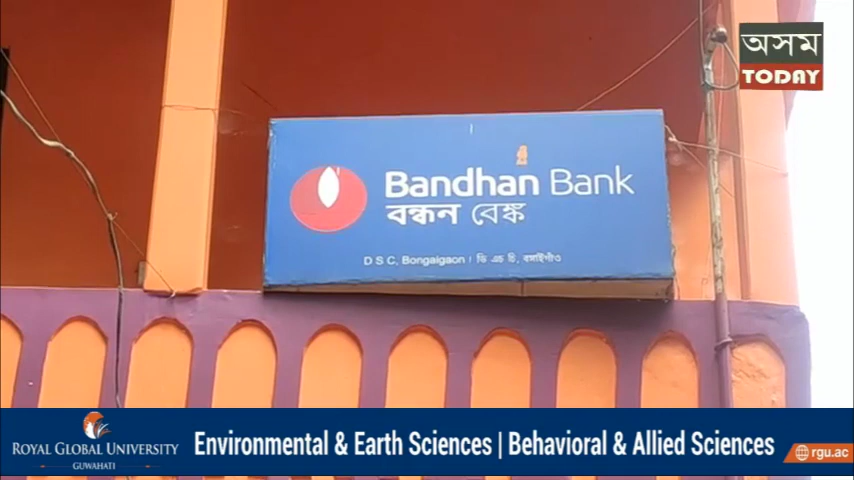 অসম
TODAY
Bandhan Bank
বন্ধন বেঙ্ক
D S C, Bongaigaon । ডি এচ চি, বঙাইগাঁও
ROYAL GLOBAL UNIVERSITY
GUWAHATI
Environmental & Earth Sciences | Behavioral & Allied Sciences
rgu.ac